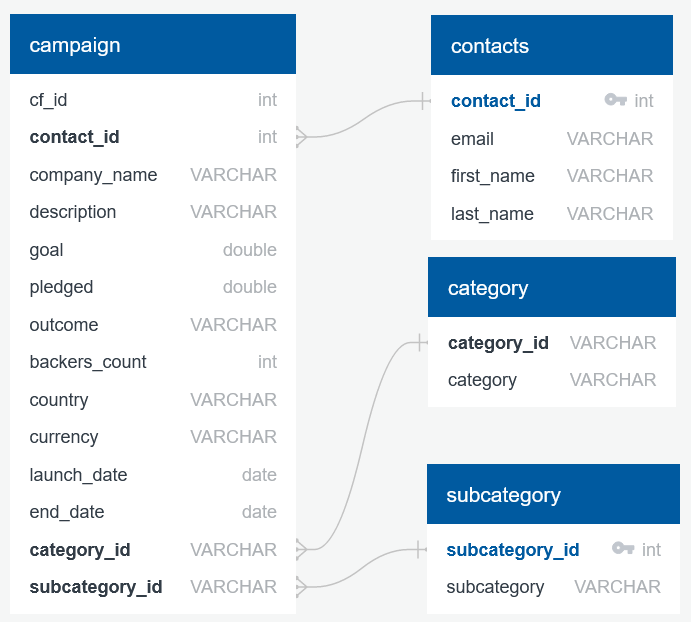 campaign
cf_id int
contact_id int
company_name VARCHAR
description VARCHAR
goal double
pledged double
outcome VARCHAR
backers_count int
country VARCHAR
currency VARCHAR
launch_date date
end_date date
category_id VARCHAR
subcategory_id VARCHAR
contacts
contact_id int
email VARCHAR
first_name VARCHAR
last_name VARCHAR
category
category_id VARCHAR
category VARCHAR
subcategory
subcategory_id int
subcategory VARCHAR